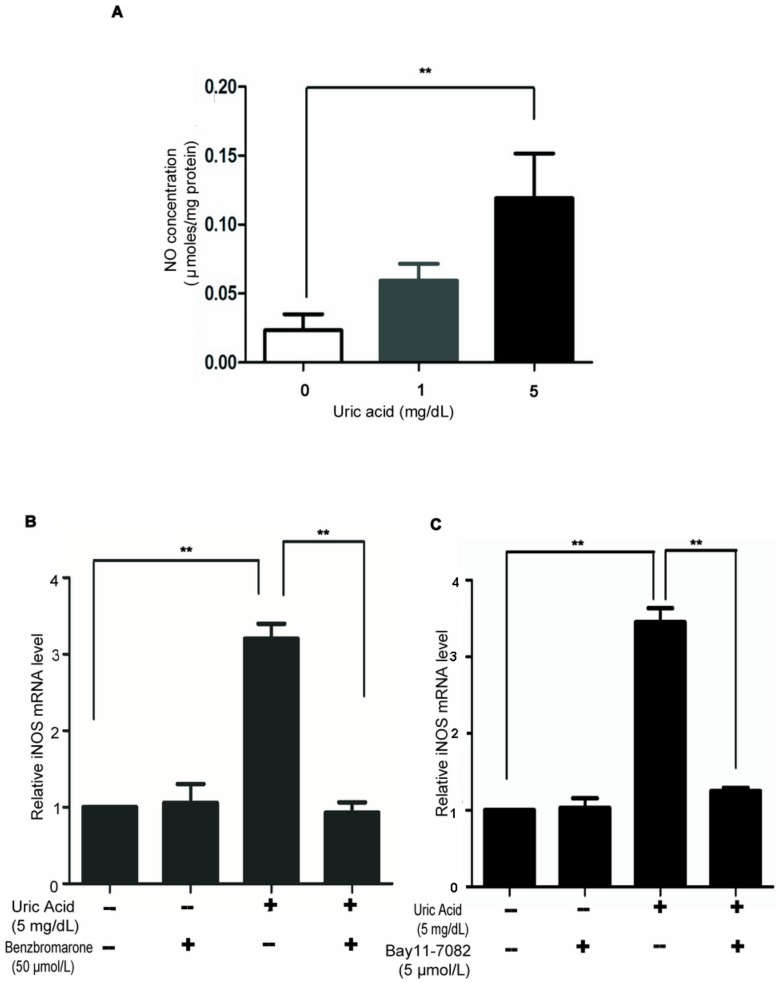 A
**
0.20
0.15
0.10
0.05
0.00
NO concentration
(µmoles/mg protein)
0 1 5
Uric acid (mg/dL)
B
** **
4
3
2
1
0
Relative iNOS mRNA level
Uric Acid -- -- + +
(5 mg/dL)
Benzbromarone -- + -- +
(50 µmol/L)
C
** **
4
3
2
1
0
Relative iNOS mRNA level
Uric Acid -- -- + +
(5 mg/dL)
Bay11-7082 -- + -- +
(5 µmol/L)